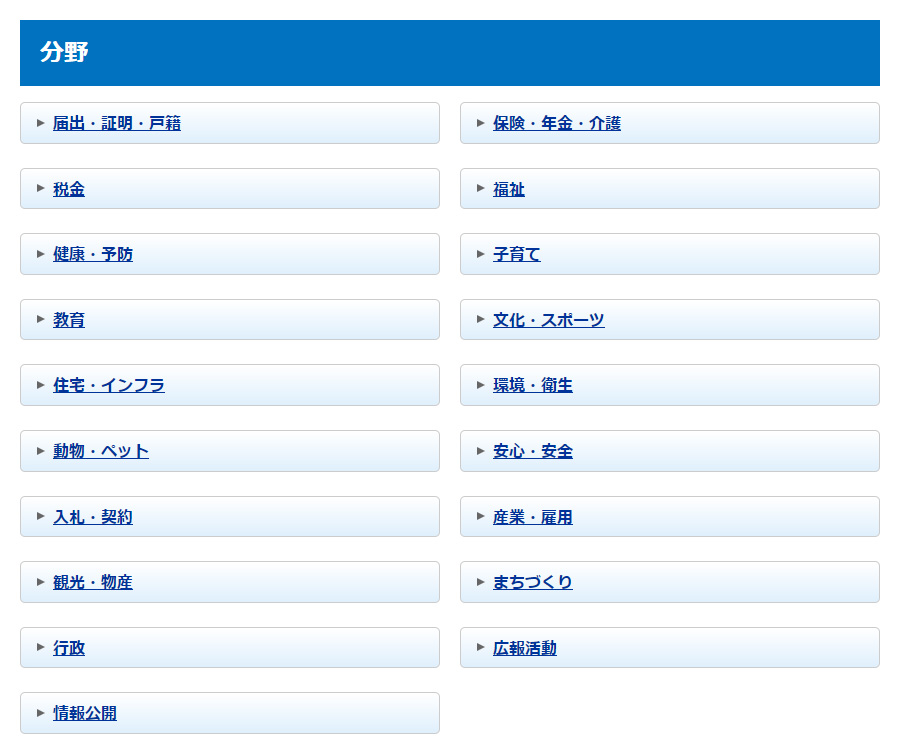 分野
届出・証明・戸籍
保険・年金・介護
税金
福祉
健康・予防
子育て
教育
文化・スポーツ
住宅・インフラ
環境・衛生
動物・ペット
安心・安全
入札・契約
産業・雇用
観光・物産
まちづくり
行政
広報活動
情報公開